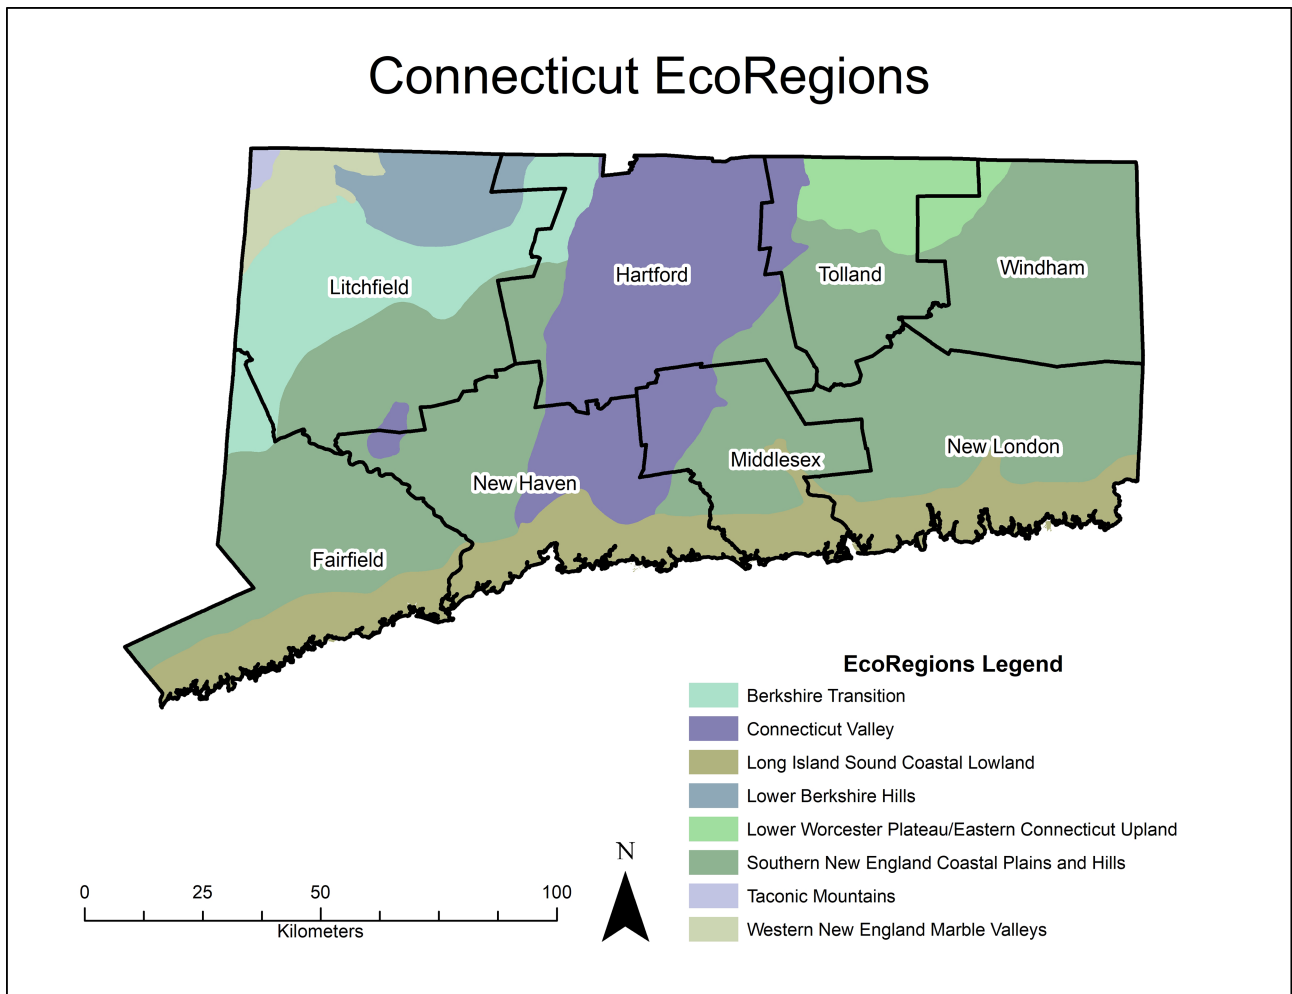 Connecticut EcoRegions
Litchfield
Hartford
Tolland
Windham
New Haven
Middlesex
New London
Fairfield
EcoRegions Legend
Berkshire Transition
Connecticut Valley
Long Island Sound Coastal Lowland
Lower Berkshire Hills
Lower Worcester Plateau/Eastern Connecticut Upland
Southern New England Coastal Plains and Hills
Taconic Mountains
Western New England Marble Valleys
N
0 25 50 100
Kilometers